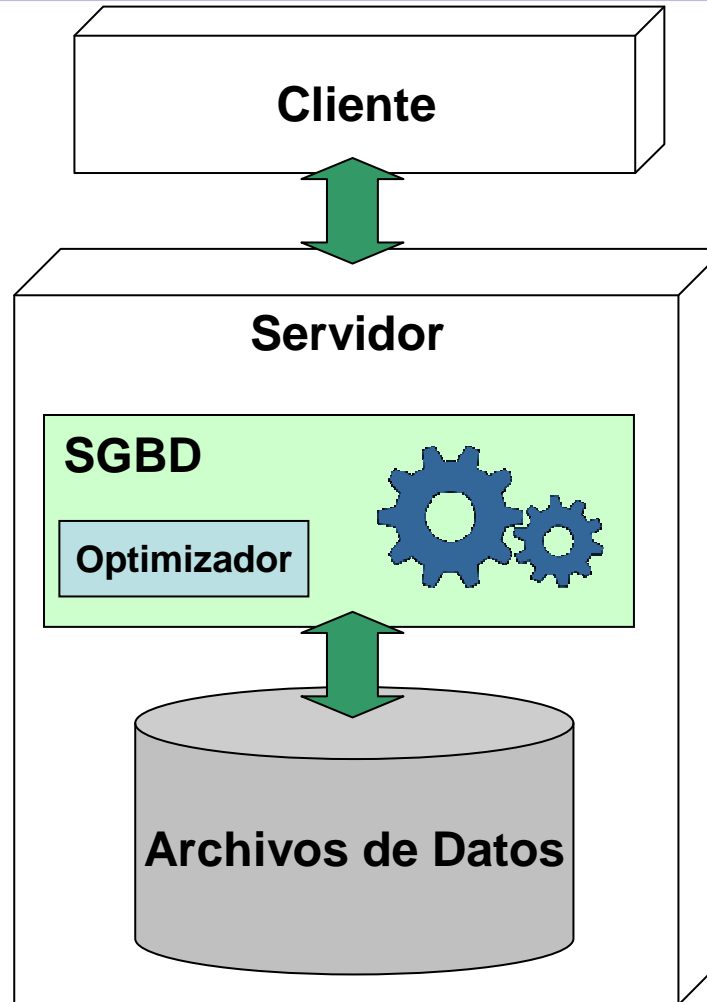 Cliente
Servidor
SGBD
Optimizador
Archivos de Datos